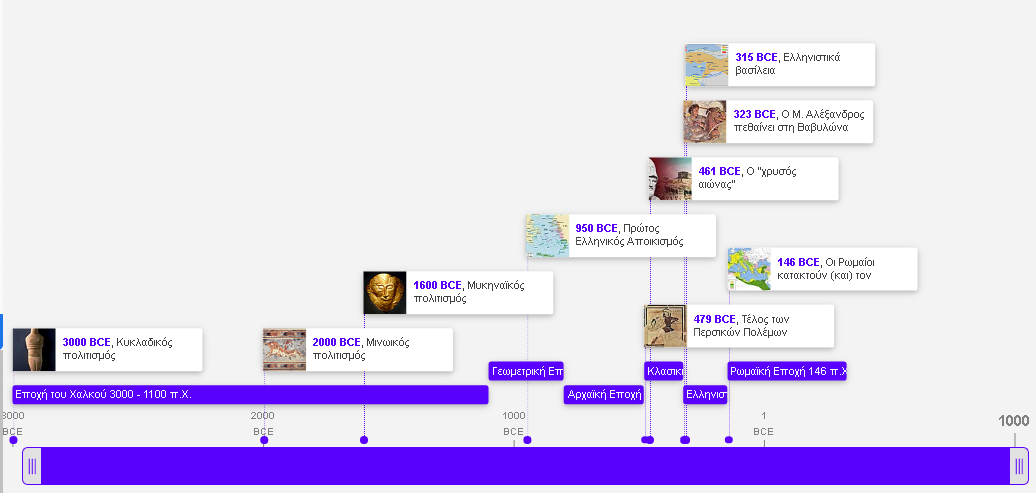 315 BCE, Ελληνιστικά
βασίλεια
323 BCE, Ο Μ. Αλέξανδρος
πεθαίνει στη Βαβυλώνα
461 BCE, Ο "χρυσός
αιώνας"
950 BCE, Πρώτος
Ελληνικός Αποικισμός
146 BCE, Οι Ρωμαίοι
κατακτούν (και) τον
1600 BCE, Μυκηναϊκός
πολιτισμός
479 BCE, Τέλος των
Περσικών Πολέμων
3000 BCE, Κυκλαδικός
πολιτισμός
2000 BCE, Μινωικός
πολιτισμός
Γεωμετρική Επ
Κλασικ
Ρωμαϊκή Εποχή 146 π.Χ
Εποχή του Χαλκού 3000 - 1100 π.Χ.
Αρχαϊκή Εποχή
Ελληνιστ
3000
BCE
2000
BCE
1000
BCE
1
BCE
1000